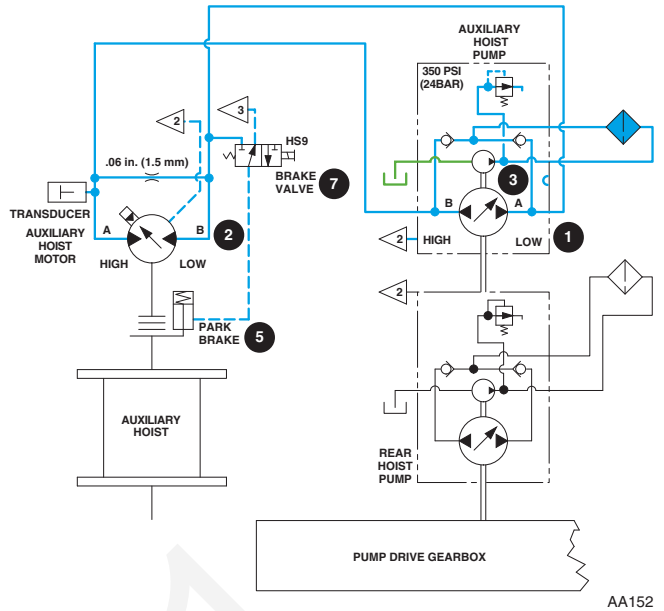 AUXILIARY
HOIST
PUMP
350 PSI
(24BAR)
2
3
HS9
BRAKE
VALVE
7
.06 in. (1.5 mm)
TRANSDUCER
AUXILIARY
HOIST
MOTOR
A
B
2
HIGH
LOW
3
B
A
2
HIGH
LOW
1
2
PARK
BRAKE
5
AUXILIARY
HOIST
REAR
HOIST
PUMP
PUMP DRIVE GEARBOX
AA152